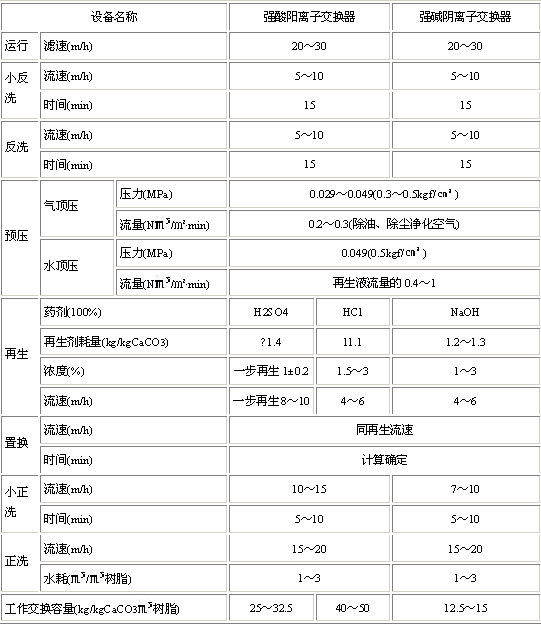 设备名称 强酸阳离子交换器 强碱阴离子交换器
运行 滤速(m/h) 20～30 20～30
小反洗 流速(m/h) 5～10 5～10
时间(min) 15 15
反洗 流速(m/h) 5～10 5～10
时间(min) 15 15
预压 气顶压 压力(MPa) 0.029～0.049(0.3～0.5kgf/㎝²)
流量(Nm³/m²·min) 0.2～0.3(除油、除尘净化空气)
水顶压 压力(MPa) 0.049(0.5kgf/㎝²)
流量(Nm³/m²·min) 再生液流量的0.4～1
再生 药剂(100%) H2SO4 HCl NaOH
再生剂耗量(kg/kgCaCO3) ?1.4 11.1 1.2～1.3
浓度(%) 一步再生1±0.2 1.5～3 1～3
流速(m/h) 一步再生8～10 4～6 4～6
置换 流速(m/h) 同再生流速
时间(min) 计算确定
小正洗 流速(m/h) 10～15 7～10
时间(min) 5～10 5～10
正洗 流速(m/h) 15～20 15～20
水耗(m³/m³树脂) 1～3 1～3
工作交换容量(kg/kgCaCO3m³树脂) 25～32.5 40～50 12.5～15